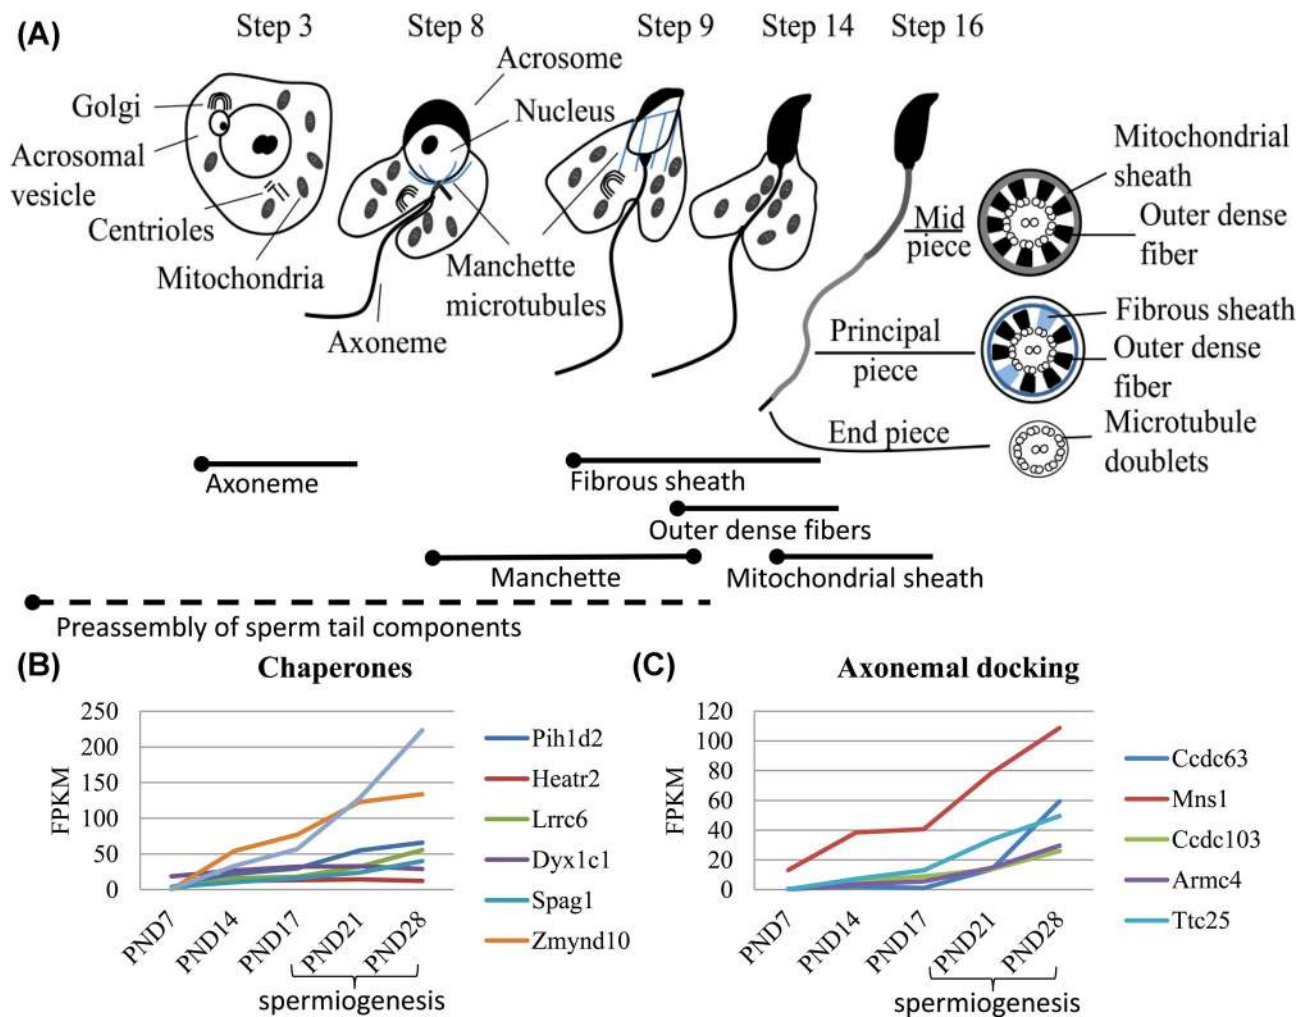 (A)
Step 3
Step 8
Step 9
Step 14
Step 16
Golgi
Acrosomal
vesicle
Centrioles
Mitochondria
Acrosome
Nucleus
Manchette
microtubules
Axoneme
Mid
piece
Principal
piece
End piece
Mitochondrial
sheath
Outer dense
fiber
Fibrous sheath
Outer dense
fiber
Microtubule
doublets
Axoneme
Fibrous sheath
Outer dense fibers
Manchette
Mitochondrial sheath
Preassembly of sperm tail components
(B)
Chaperones
FPKM
250
200
150
100
50
0
PND7
PND14
PND17
PND21
PND28
spermiogenesis
Pih1d2
Heatr2
Lrrc6
Dyx1c1
Spag1
Zmynd10
(C)
Axonemal docking
FPKM
120
100
80
60
40
20
0
PND7
PND14
PND17
PND21
PND28
spermiogenesis
Ccdc63
Mns1
Ccdc103
Armc4
Ttc25